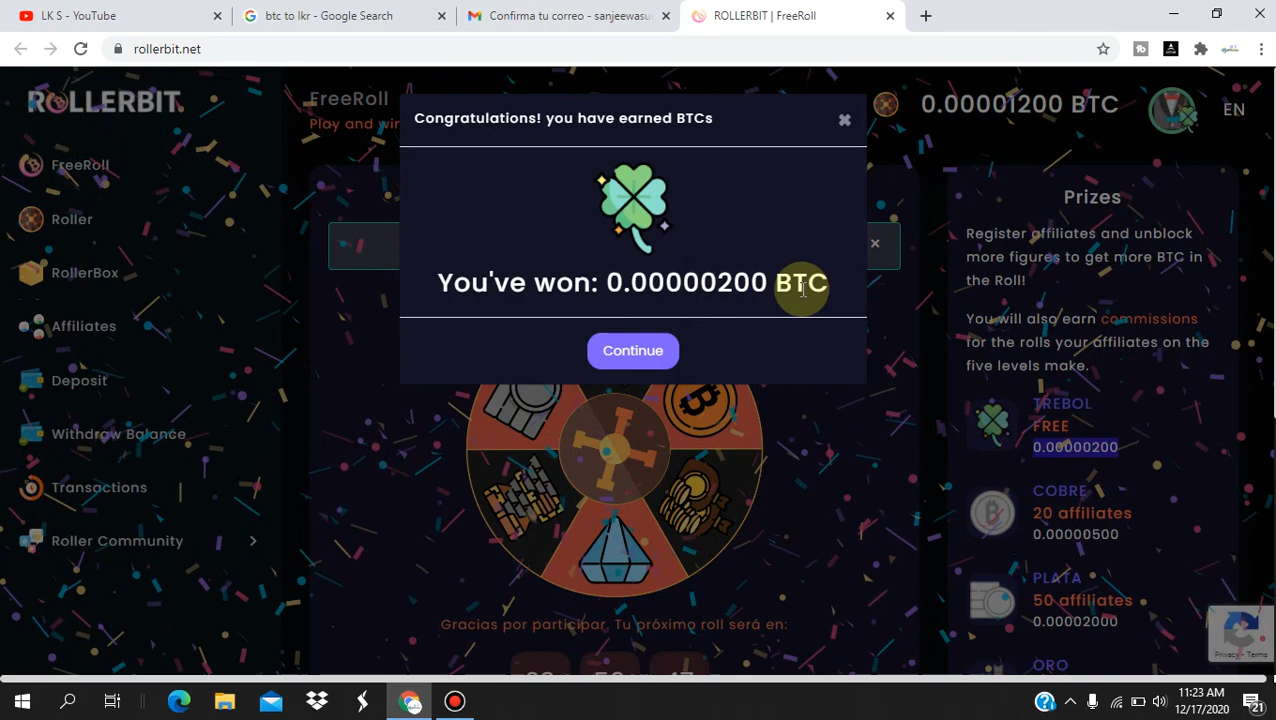 LK S - YouTube
btc to lkr - Google Search
Confirma tu correo - sanjeewasu
ROLLERBIT | FreeRoll
rollerbit.net
ROLLERBIT
FreeRoll
Play and wi
0.00001200 BTC
EN
Congratulations! you have earned BTCs
You've won: 0.00000200 BTC
Continue
FreeRoll
Roller
RollerBox
Affiliates
Deposit
Withdraw Balance
Transactions
Roller Community
Prizes
Register affiliates and unblock
more figures to get more BTC in
the Roll!
You will also earn commissions
for the rolls your affiliates on the
five levels make.
TREBOL
FREE
0.00000200
COBRE
20 affiliates
0.00000500
PLATA
50 affiliates
0.00002000
ORO
Gracias por participar. Tu próximo roll será en:
Privacy - Terms
11:23 AM
12/17/2020
21